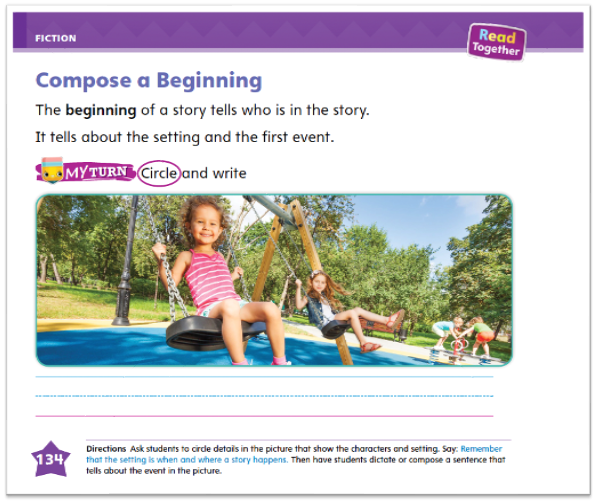 FICTION
Read
Together
Compose a Beginning
The beginning of a story tells who is in the story.
It tells about the setting and the first event.
MY TURN Circle and write
134
Directions Ask students to circle details in the picture that show the characters and setting. Say: Remember
that the setting is when and where a story happens. Then have students dictate or compose a sentence that
tells about the event in the picture.